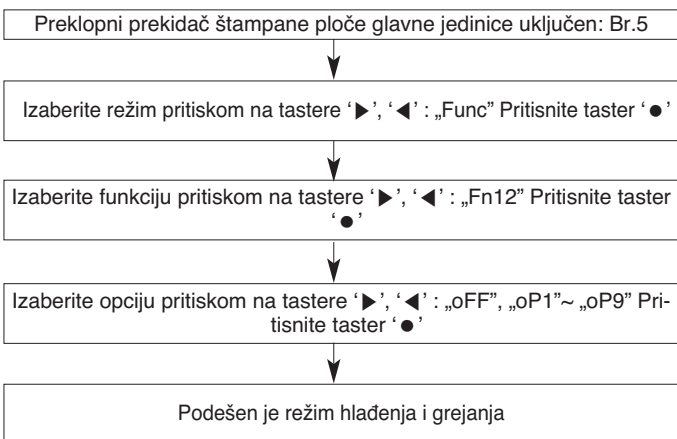 Preklopni prekidač štampane ploče glavne jedinice uključen: Br.5
Izaberite režim pritiskom na tastere ‘▶’, ‘◀’ : „Func” Pritisnite taster ‘●’
Izaberite funkciju pritiskom na tastere ‘▶’, ‘◀’ : „Fn12” Pritisnite taster
‘●’
Izaberite opciju pritiskom na tastere ‘▶’, ‘◀’ : „oFF”, „oP1”~ „oP9” Pri-
tisnite taster ‘●’
Podešen je režim hlađenja i grejanja